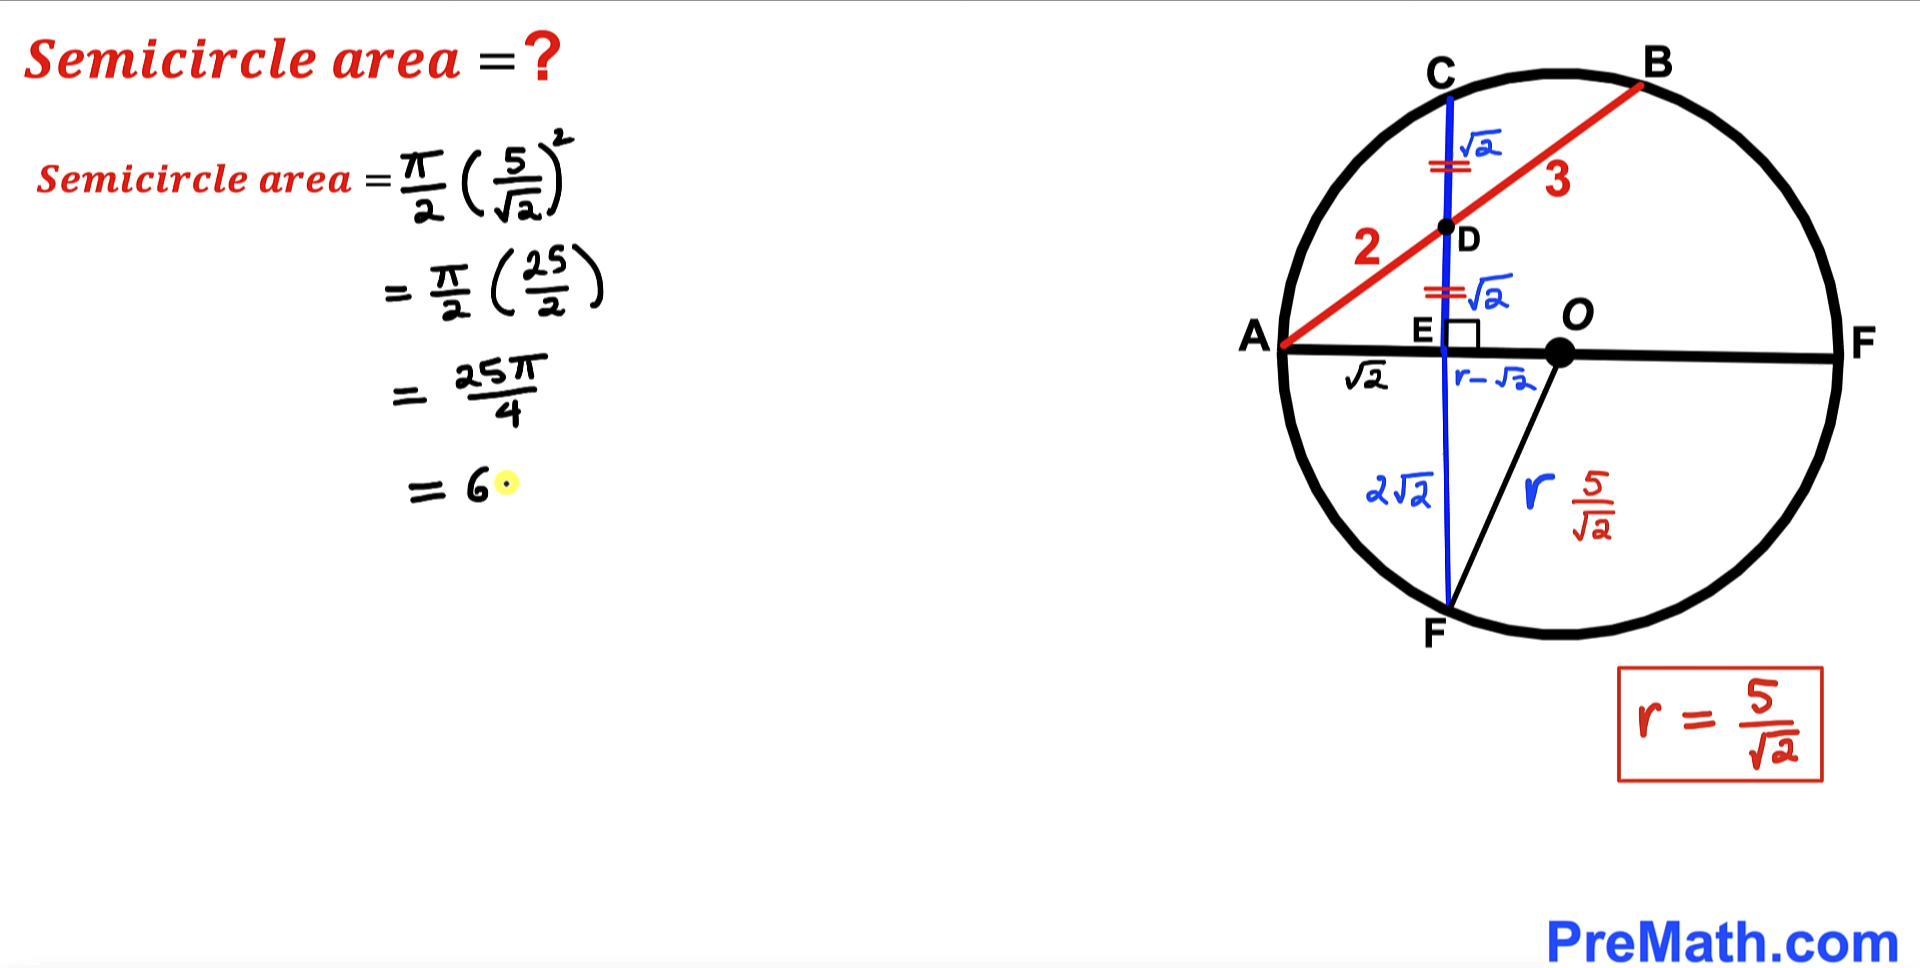 Semicircle area = ?
Semicircle area = π/2 (5/√2)²
= π/2 (25/2)
= 25π/4
= 6.
C
B
√2
3
2
D
√2
A
E
O
F
√2
r - √2
2√2
r 5/√2
F
r = 5/√2
PreMath.com